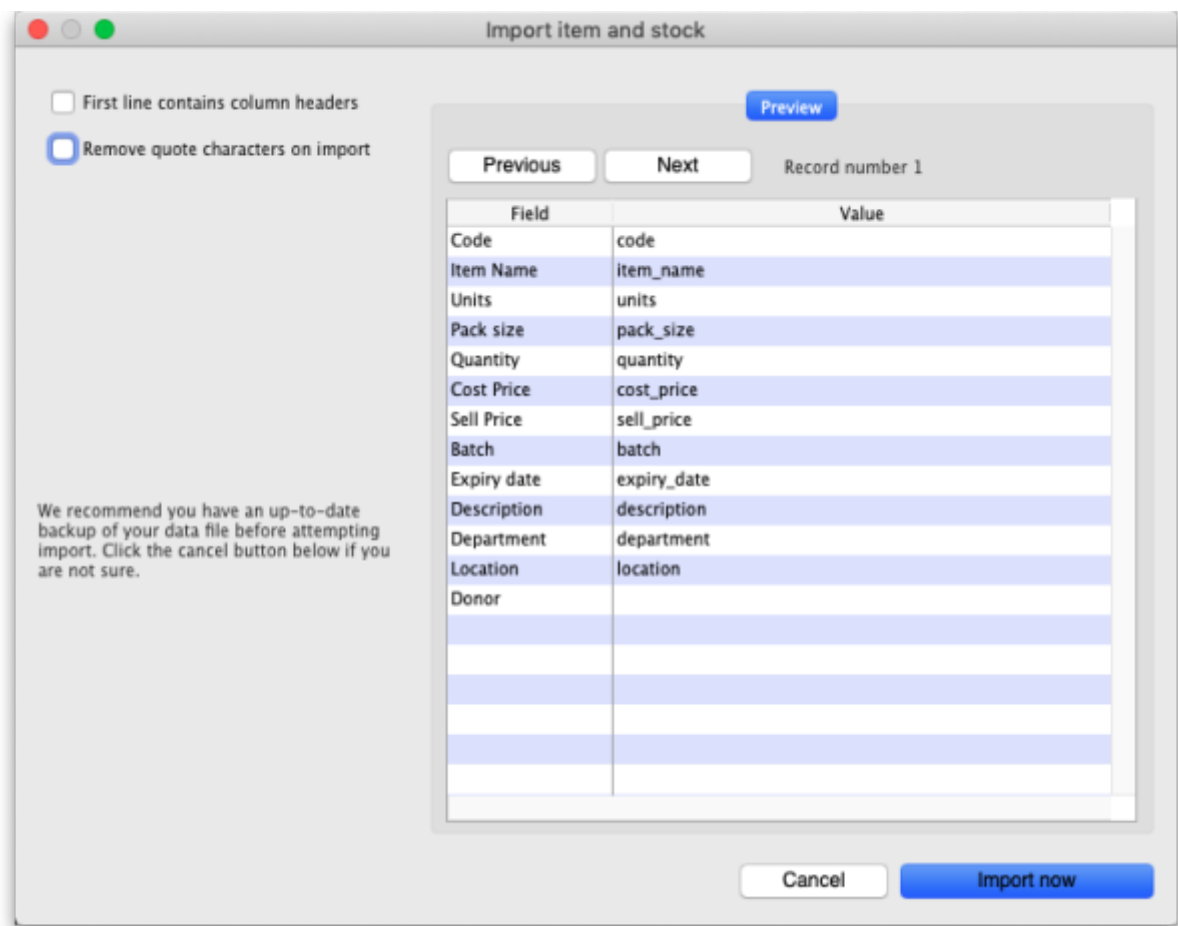 Import item and stock
First line contains column headers
Remove quote characters on import
We recommend you have an up-to-date
backup of your data file before attempting
import. Click the cancel button below if you
are not sure.
Preview
Previous Next Record number 1
Field Value
Code code
Item Name item_name
Units units
Pack size pack_size
Quantity quantity
Cost Price cost_price
Sell Price sell_price
Batch batch
Expiry date expiry_date
Description description
Department department
Location location
Donor
Cancel Import now